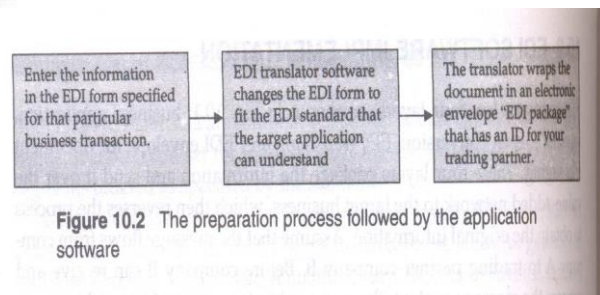 Enter the information
in the EDI form specified
for that particular
business transaction.
EDI translator software
changes the EDI form to
fit the EDI standard that
the target application
can understand
The translator wraps the
document in an electronic
envelope “EDI package”
that has an ID for your
trading partner.
Figure 10.2 The preparation process followed by the application
software